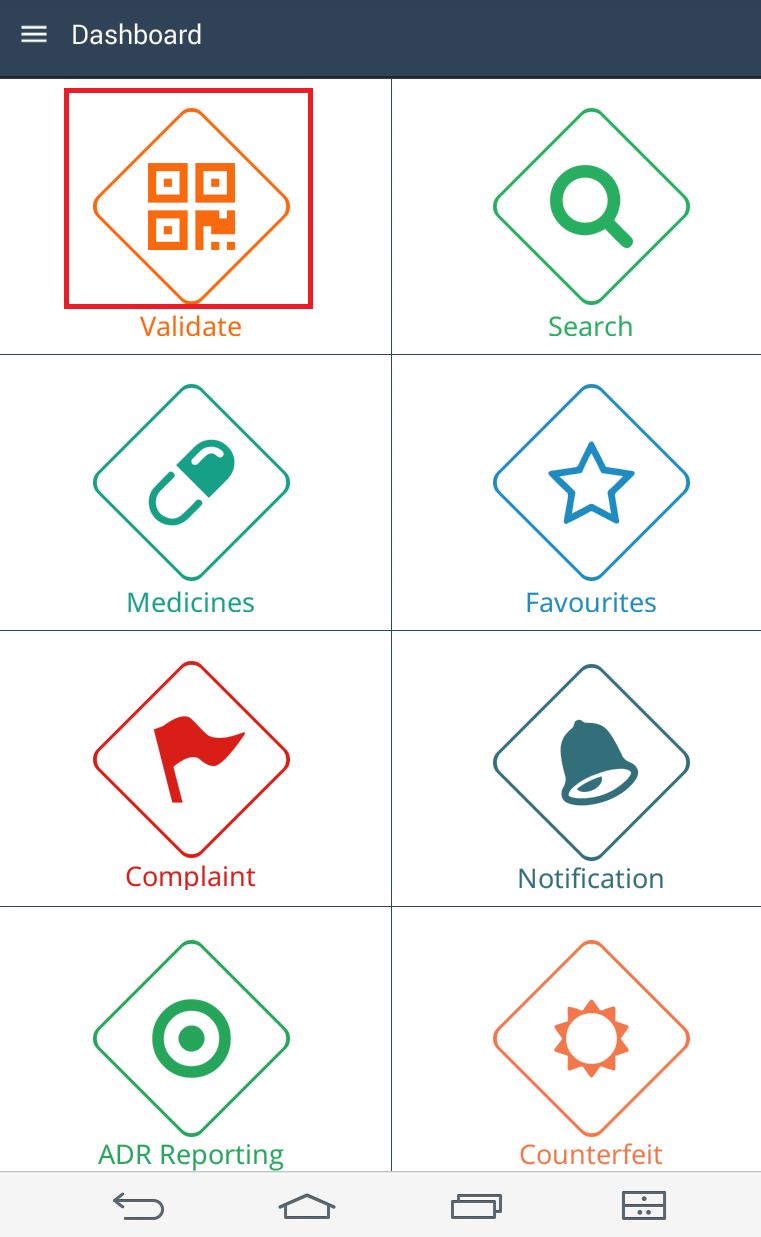 Dashboard
Validate
Search
Medicines
Favourites
Complaint
Notification
ADR Reporting
Counterfeit